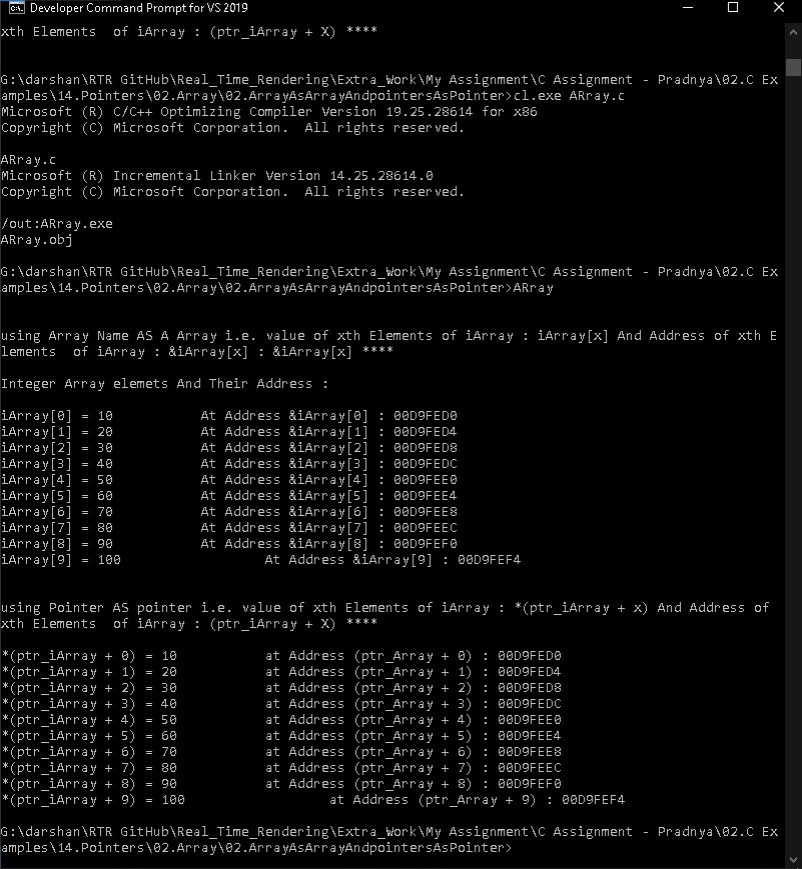 Developer Command Prompt for VS 2019
xth Elements  of iArray : (ptr_iArray + X) ****
G:\darshan\RTR GitHub\Real_Time_Rendering\Extra_Work\My Assignment\C Assignment - Pradnya\02.C Ex
amples\14.Pointers\02.Array\02.ArrayAsArrayAndpointersAsPointer>cl.exe ARray.c
Microsoft (R) C/C++ Optimizing Compiler Version 19.25.28614 for x86
Copyright (C) Microsoft Corporation.  All rights reserved.
ARray.c
Microsoft (R) Incremental Linker Version 14.25.28614.0
Copyright (C) Microsoft Corporation.  All rights reserved.
/out:ARray.exe
ARray.obj
G:\darshan\RTR GitHub\Real_Time_Rendering\Extra_Work\My Assignment\C Assignment - Pradnya\02.C Ex
amples\14.Pointers\02.Array\02.ArrayAsArrayAndpointersAsPointer>ARray
using Array Name AS A Array i.e. value of xth Elements of iArray : iArray[x] And Address of xth E
lements  of iArray : &iArray[x] : &iArray[x] ****
Integer Array elemets And Their Address :
iArray[0] = 10          At Address &iArray[0] : 00D9FED0
iArray[1] = 20          At Address &iArray[1] : 00D9FED4
iArray[2] = 30          At Address &iArray[2] : 00D9FED8
iArray[3] = 40          At Address &iArray[3] : 00D9FEDC
iArray[4] = 50          At Address &iArray[4] : 00D9FEE0
iArray[5] = 60          At Address &iArray[5] : 00D9FEE4
iArray[6] = 70          At Address &iArray[6] : 00D9FEE8
iArray[7] = 80          At Address &iArray[7] : 00D9FEEC
iArray[8] = 90          At Address &iArray[8] : 00D9FEF0
iArray[9] = 100                 At Address &iArray[9] : 00D9FEF4
using Pointer AS pointer i.e. value of xth Elements of iArray : *(ptr_iArray + x) And Address of
xth Elements  of iArray : (ptr_iArray + X) ****
*(ptr_iArray + 0) = 10          at Address (ptr_Array + 0) : 00D9FED0
*(ptr_iArray + 1) = 20          at Address (ptr_Array + 1) : 00D9FED4
*(ptr_iArray + 2) = 30          at Address (ptr_Array + 2) : 00D9FED8
*(ptr_iArray + 3) = 40          at Address (ptr_Array + 3) : 00D9FEDC
*(ptr_iArray + 4) = 50          at Address (ptr_Array + 4) : 00D9FEE0
*(ptr_iArray + 5) = 60          at Address (ptr_Array + 5) : 00D9FEE4
*(ptr_iArray + 6) = 70          at Address (ptr_Array + 6) : 00D9FEE8
*(ptr_iArray + 7) = 80          at Address (ptr_Array + 7) : 00D9FEEC
*(ptr_iArray + 8) = 90          at Address (ptr_Array + 8) : 00D9FEF0
*(ptr_iArray + 9) = 100                 at Address (ptr_Array + 9) : 00D9FEF4
G:\darshan\RTR GitHub\Real_Time_Rendering\Extra_Work\My Assignment\C Assignment - Pradnya\02.C Ex
amples\14.Pointers\02.Array\02.ArrayAsArrayAndpointersAsPointer>